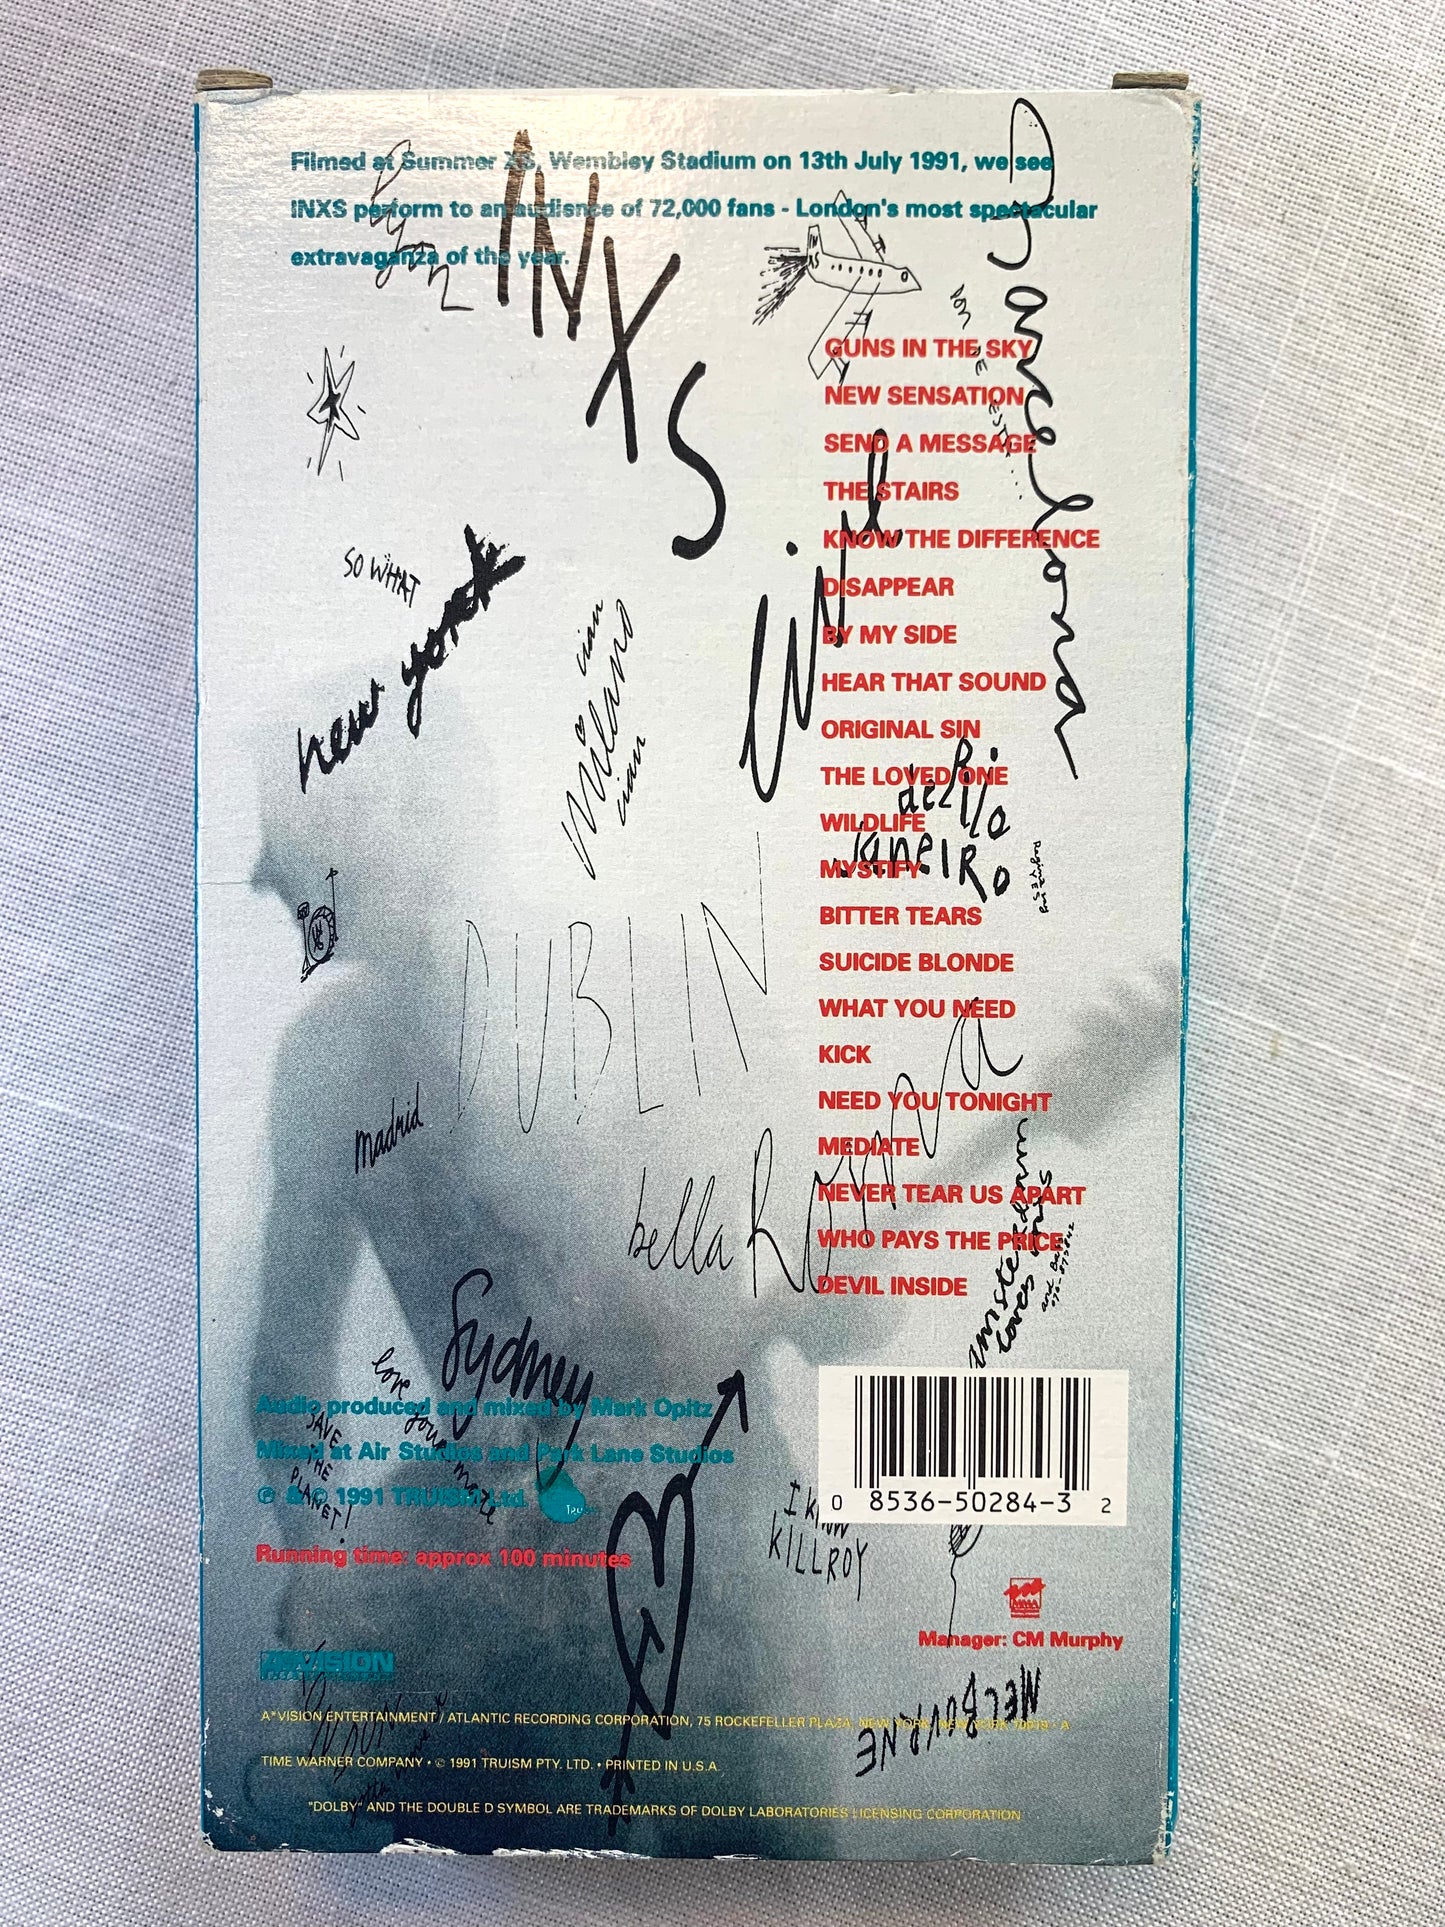 Filmed at Summer XS, Wembley Stadium on 13th July 1991, we see
INXS perform to an audience of 72,000 fans - London's most spectacular
extravaganza of the year.
INXS
Barcelona
GUNS IN THE SKY
NEW SENSATION
SEND A MESSAGE
THE STAIRS
KNOW THE DIFFERENCE
DISAPPEAR
BY MY SIDE
HEAR THAT SOUND
ORIGINAL SIN
THE LOVED ONE
WILDLIFE
MYSTIFY
BITTER TEARS
SUICIDE BLONDE
WHAT YOU NEED
KICK
NEED YOU TONIGHT
MEDIATE
NEVER TEAR US APART
WHO PAYS THE PRICE
DEVIL INSIDE
SO WHAT
new york
ciao
milano
ciao
Live
de Rio
Janeiro
DUBLIN
madrid
bella Roma
Sydney
love your mate
SAVE
THE
PLANET!
Audio produced and mixed by Mark Opitz
Mixed at Air Studios and Park Lane Studios
℗ & © 1991 TRUISM Ltd.
Running time: approx 100 minutes
0 8536-50284-3 2
I KNOW
KILLROY
MMA
Manager: CM Murphy
MELBOURNE
A*VISION
A*VISION ENTERTAINMENT / ATLANTIC RECORDING CORPORATION, 75 ROCKEFELLER PLAZA, NEW YORK, NEW YORK 10019 • A
TIME WARNER COMPANY • © 1991 TRUISM PTY. LTD. • PRINTED IN U.S.A.
"DOLBY" AND THE DOUBLE D SYMBOL ARE TRADEMARKS OF DOLBY LABORATORIES LICENSING CORPORATION